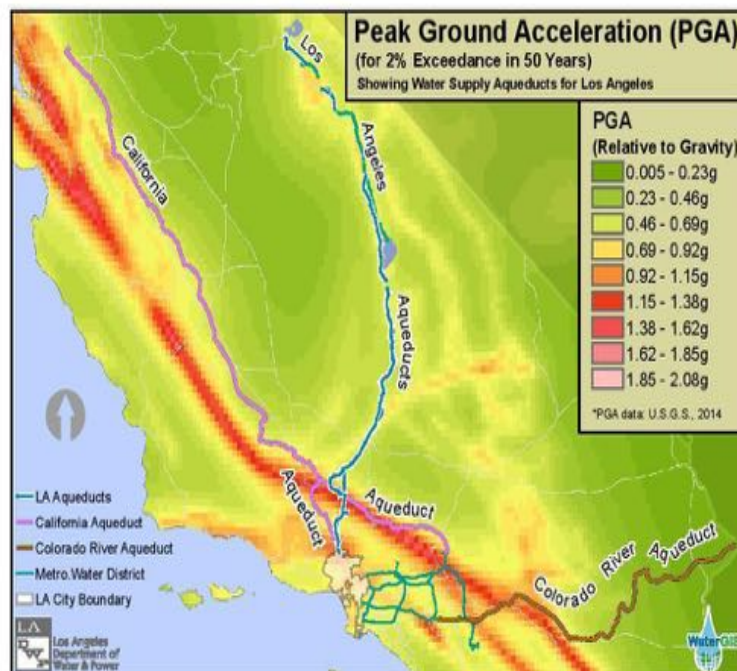 Peak Ground Acceleration (PGA)
(for 2% Exceedance in 50 Years)
Showing Water Supply Aqueducts for Los Angeles
PGA
(Relative to Gravity)
0.005 - 0.23g
0.23 - 0.46g
0.46 - 0.69g
0.69 - 0.92g
0.92 - 1.15g
1.15 - 1.38g
1.38 - 1.62g
1.62 - 1.85g
1.85 - 2.08g
*PGA data: U.S.G.S., 2014
Los
Angeles
Aqueducts
California
Aqueduct
Aqueduct
Colorado River Aqueduct
LA Aqueducts
California Aqueduct
Colorado River Aqueduct
Metro.Water District
LA City Boundary
LA
Los Angeles
Department of
Water & Power
WaterGIS